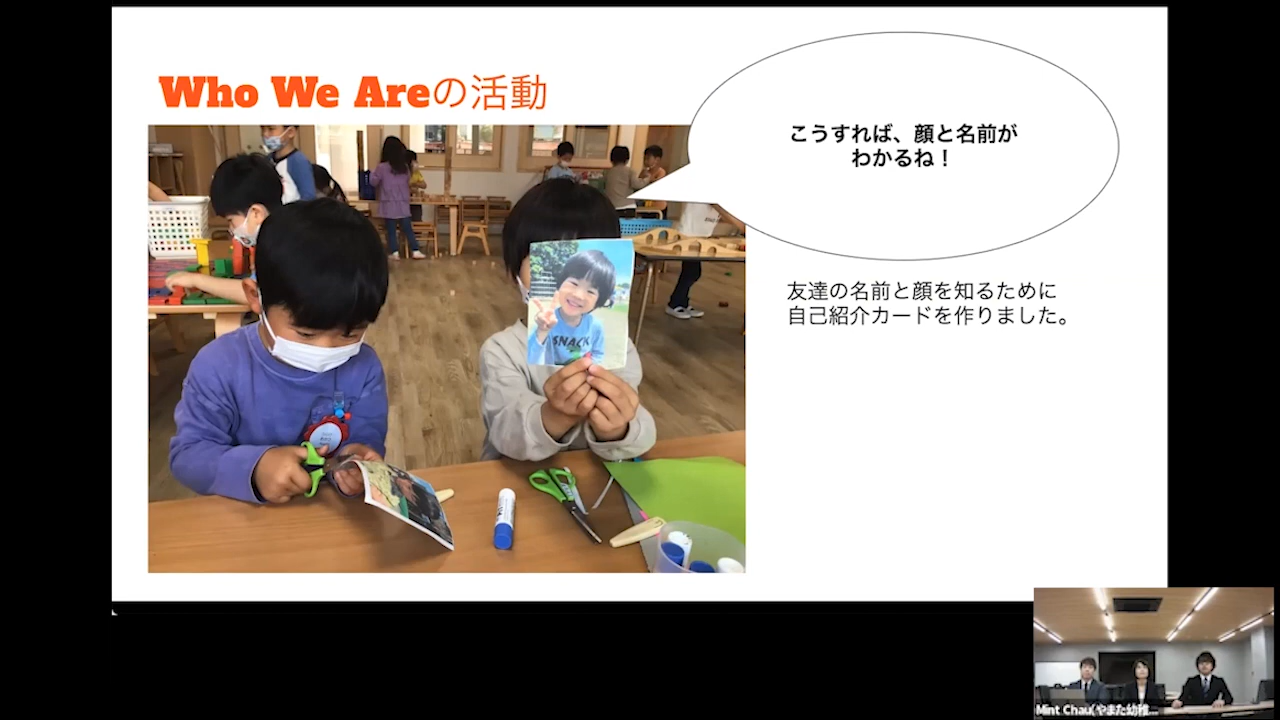 Who We Areの活動
こうすれば、顔と名前が
わかるね！
友達の名前と顔を知るために
自己紹介カードを作りました。
SNACK
Mint Chau(やまた幼稚...